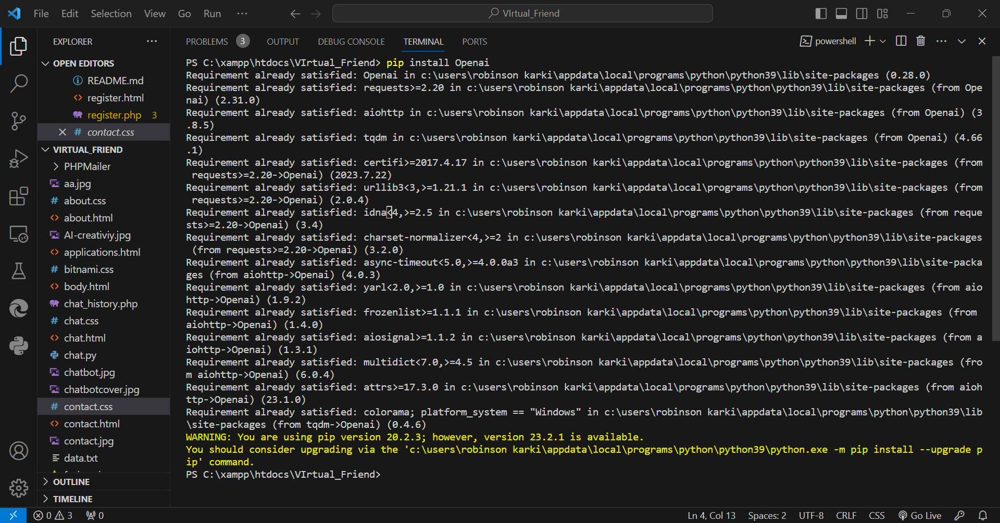 File Edit Selection View Go Run ···
VIrtual_Friend
EXPLORER ···
OPEN EDITORS
README.md
register.html
register.php 3
contact.css
VIRTUAL_FRIEND
PHPMailer
aa.jpg
about.css
about.html
AI-creativiy.jpg
applications.html
bitnami.css
body.html
chat_history.php
chat.css
chat.html
chat.py
chatbot.jpg
chatbotcover.jpg
contact.css
contact.html
contact.jpg
data.txt
OUTLINE
TIMELINE
PROBLEMS 3 OUTPUT DEBUG CONSOLE TERMINAL PORTS
powershell
PS C:\xampp\htdocs\VIrtual_Friend> pip install Openai
Requirement already satisfied: Openai in c:\users\robinson karki\appdata\local\programs\python\python39\lib\site-packages (0.28.0)
Requirement already satisfied: requests>=2.20 in c:\users\robinson karki\appdata\local\programs\python\python39\lib\site-packages (from Ope
nai) (2.31.0)
Requirement already satisfied: aiohttp in c:\users\robinson karki\appdata\local\programs\python\python39\lib\site-packages (from Openai) (3
.8.5)
Requirement already satisfied: tqdm in c:\users\robinson karki\appdata\local\programs\python\python39\lib\site-packages (from Openai) (4.66
.1)
Requirement already satisfied: certifi>=2017.4.17 in c:\users\robinson karki\appdata\local\programs\python\python39\lib\site-packages (from
requests>=2.20->Openai) (2023.7.22)
Requirement already satisfied: urllib3<3,>=1.21.1 in c:\users\robinson karki\appdata\local\programs\python\python39\lib\site-packages (from
requests>=2.20->Openai) (2.0.4)
Requirement already satisfied: idna<4,>=2.5 in c:\users\robinson karki\appdata\local\programs\python\python39\lib\site-packages (from reque
sts>=2.20->Openai) (3.4)
Requirement already satisfied: charset-normalizer<4,>=2 in c:\users\robinson karki\appdata\local\programs\python\python39\lib\site-packages
(from requests>=2.20->Openai) (3.2.0)
Requirement already satisfied: async-timeout<5.0,>=4.0.0a3 in c:\users\robinson karki\appdata\local\programs\python\python39\lib\site-packa
ges (from aiohttp->Openai) (4.0.3)
Requirement already satisfied: yarl<2.0,>=1.0 in c:\users\robinson karki\appdata\local\programs\python\python39\lib\site-packages (from aio
http->Openai) (1.9.2)
Requirement already satisfied: frozenlist>=1.1.1 in c:\users\robinson karki\appdata\local\programs\python\python39\lib\site-packages (from
aiohttp->Openai) (1.4.0)
Requirement already satisfied: aiosignal>=1.1.2 in c:\users\robinson karki\appdata\local\programs\python\python39\lib\site-packages (from a
iohttp->Openai) (1.3.1)
Requirement already satisfied: multidict<7.0,>=4.5 in c:\users\robinson karki\appdata\local\programs\python\python39\lib\site-packages (fro
m aiohttp->Openai) (6.0.4)
Requirement already satisfied: attrs>=17.3.0 in c:\users\robinson karki\appdata\local\programs\python\python39\lib\site-packages (from aioh
ttp->Openai) (23.1.0)
Requirement already satisfied: colorama; platform_system == "Windows" in c:\users\robinson karki\appdata\local\programs\python\python39\lib
\site-packages (from tqdm->Openai) (0.4.6)
WARNING: You are using pip version 20.2.3; however, version 23.2.1 is available.
You should consider upgrading via the 'c:\users\robinson karki\appdata\local\programs\python\python39\python.exe -m pip install --upgrade p
ip' command.
PS C:\xampp\htdocs\VIrtual_Friend>
0 3 0
Ln 4, Col 13 Spaces: 2 UTF-8 CRLF CSS Go Live